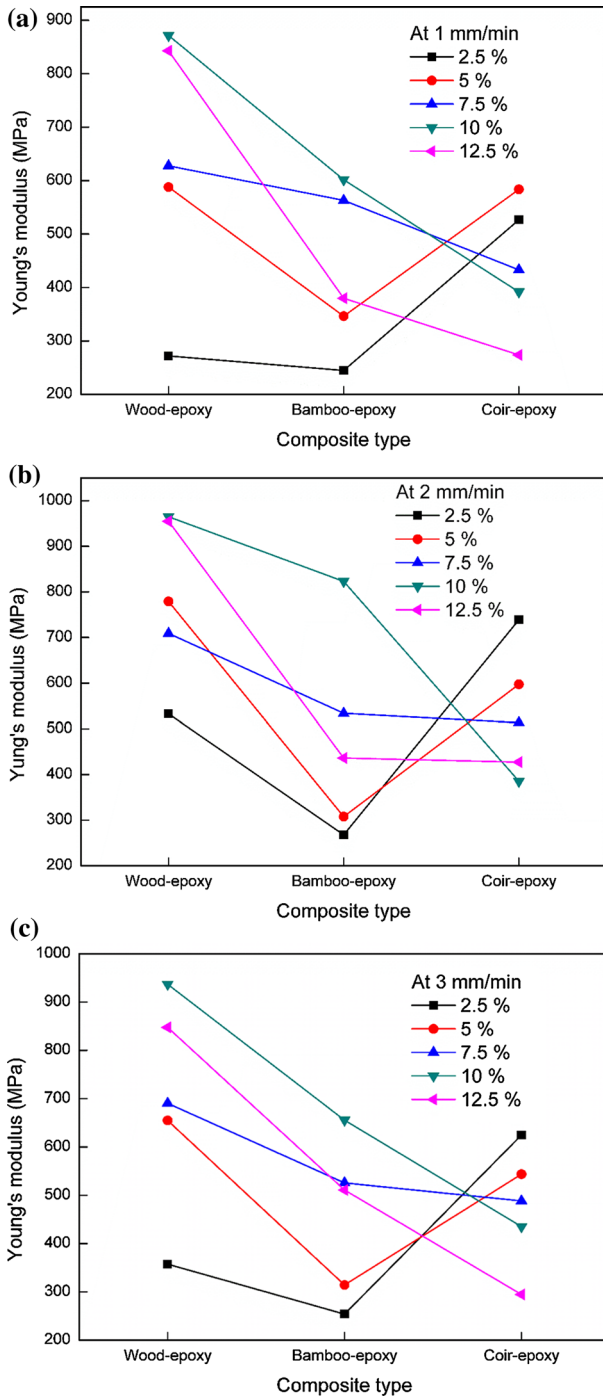 (a)
At 1 mm/min
2.5 %
5 %
7.5 %
10 %
12.5 %
900
800
700
600
500
400
300
200
Young's modulus (MPa)
Wood-epoxy Bamboo-epoxy Coir-epoxy
Composite type
(b)
At 2 mm/min
2.5 %
5 %
7.5 %
10 %
12.5 %
1000
900
800
700
600
500
400
300
200
Yung's modulus (MPa)
Wood-epoxy Bamboo-epoxy Coir-epoxy
Composite type
(c)
At 3 mm/min
2.5 %
5 %
7.5 %
10 %
12.5 %
1000
900
800
700
600
500
400
300
200
Young's modulus (MPa)
Wood-epoxy Bamboo-epoxy Coir-epoxy
Composite type